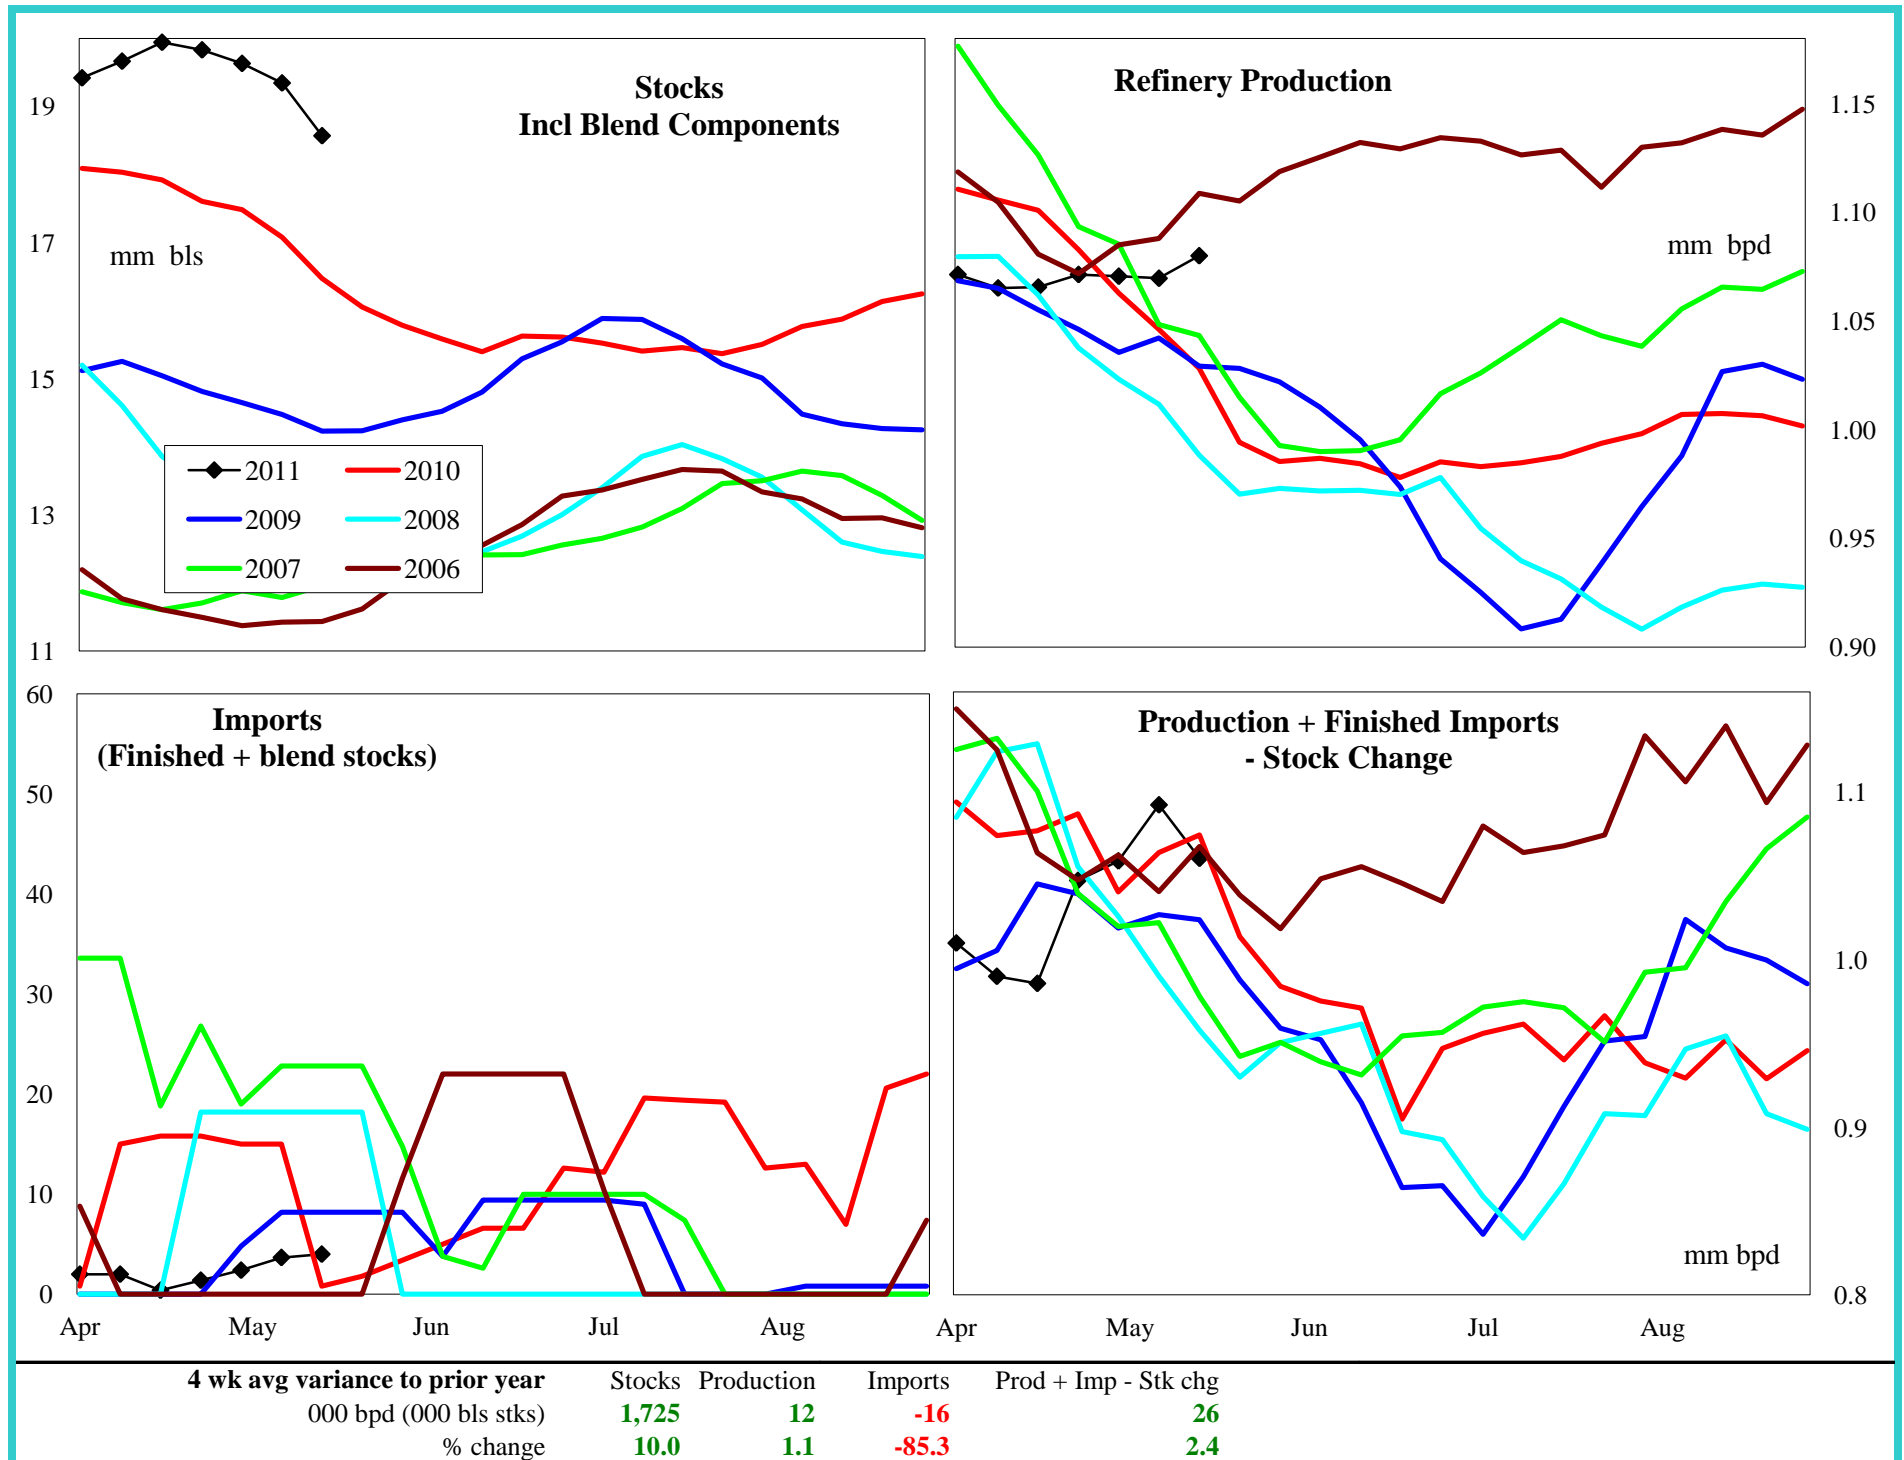 Stocks
Incl Blend Components
mm bls
19
17
15
13
11
2011
2010
2009
2008
2007
2006
Refinery Production
mm bpd
1.15
1.10
1.05
1.00
0.95
0.90
Imports
(Finished + blend stocks)
60
50
40
30
20
10
0
Apr May Jun Jul Aug
Production + Finished Imports
- Stock Change
1.1
1.0
0.9
0.8
mm bpd
Apr May Jun Jul Aug
4 wk avg variance to prior year Stocks Production Imports Prod + Imp - Stk chg
000 bpd (000 bls stks) 1,725 12 -16 26
% change 10.0 1.1 -85.3 2.4